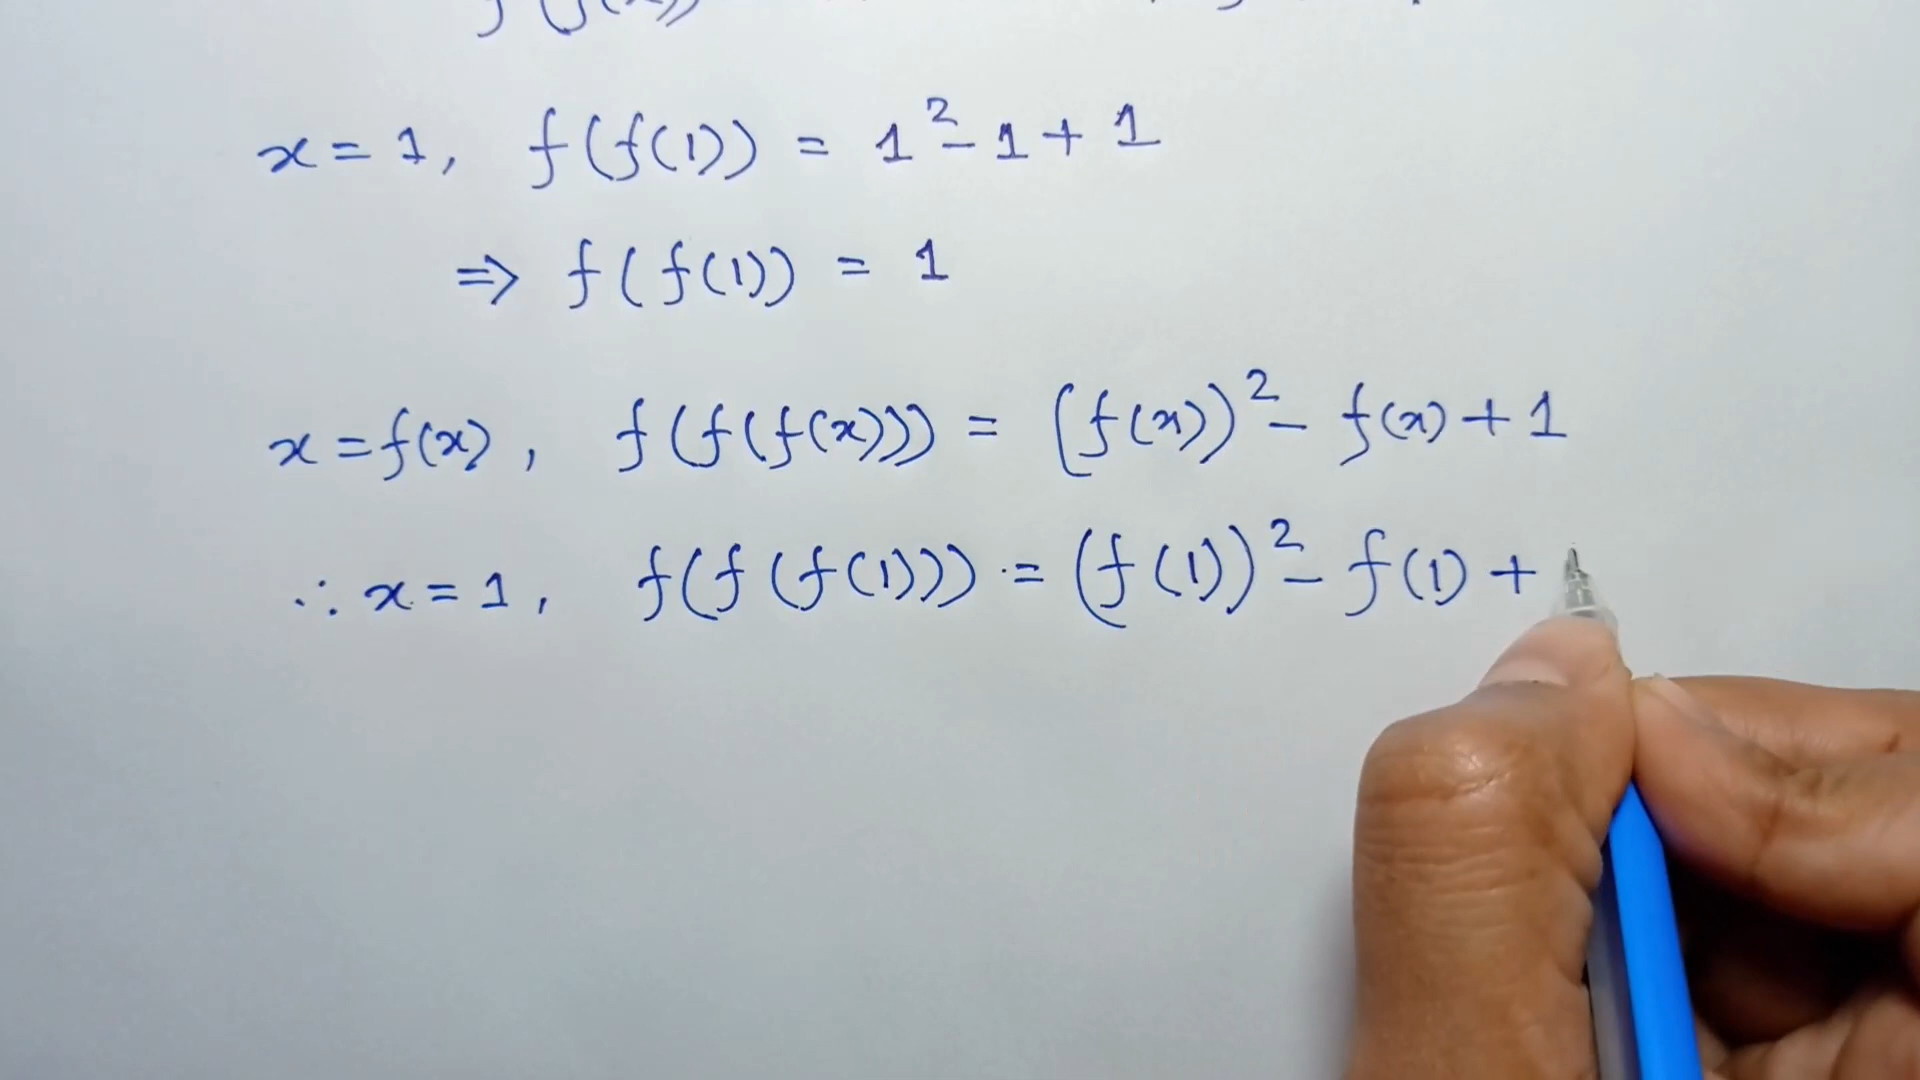 f(f(x))
x = 1, f(f(1)) = 1² - 1 + 1
⇒ f(f(1)) = 1
x = f(x), f(f(f(x))) = (f(x))² - f(x) + 1
∴ x = 1, f(f(f(1))) = (f(1))² - f(1) +